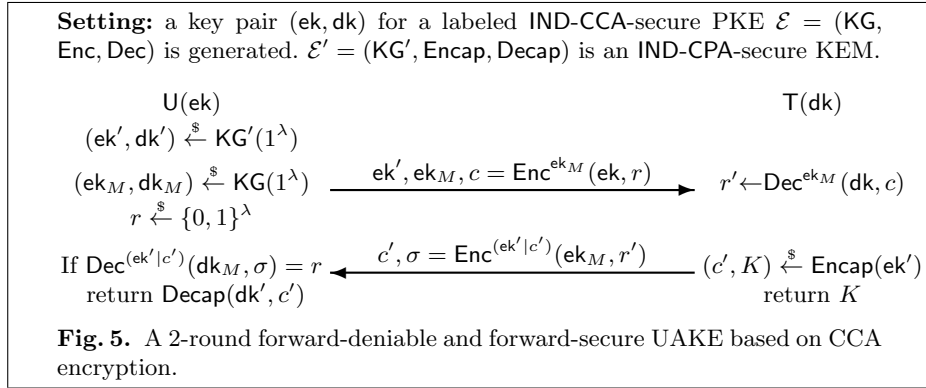 Setting: a key pair (ek, dk) for a labeled IND-CCA-secure PKE ℰ = (KG,
Enc, Dec) is generated. ℰ′ = (KG′, Encap, Decap) is an IND-CPA-secure KEM.
U(ek) T(dk)
(ek′, dk′) ←$ KG′(1^λ)
(ek_M, dk_M) ←$ KG(1^λ) ek′, ek_M, c = Enc^{ek_M}(ek, r) r′←Dec^{ek_M}(dk, c)
r ←$ {0, 1}^λ
If Dec^{(ek′|c′)}(dk_M, σ) = r c′, σ = Enc^{(ek′|c′)}(ek_M, r′) (c′, K) ←$ Encap(ek′)
return Decap(dk′, c′) return K
Fig. 5. A 2-round forward-deniable and forward-secure UAKE based on CCA
encryption.